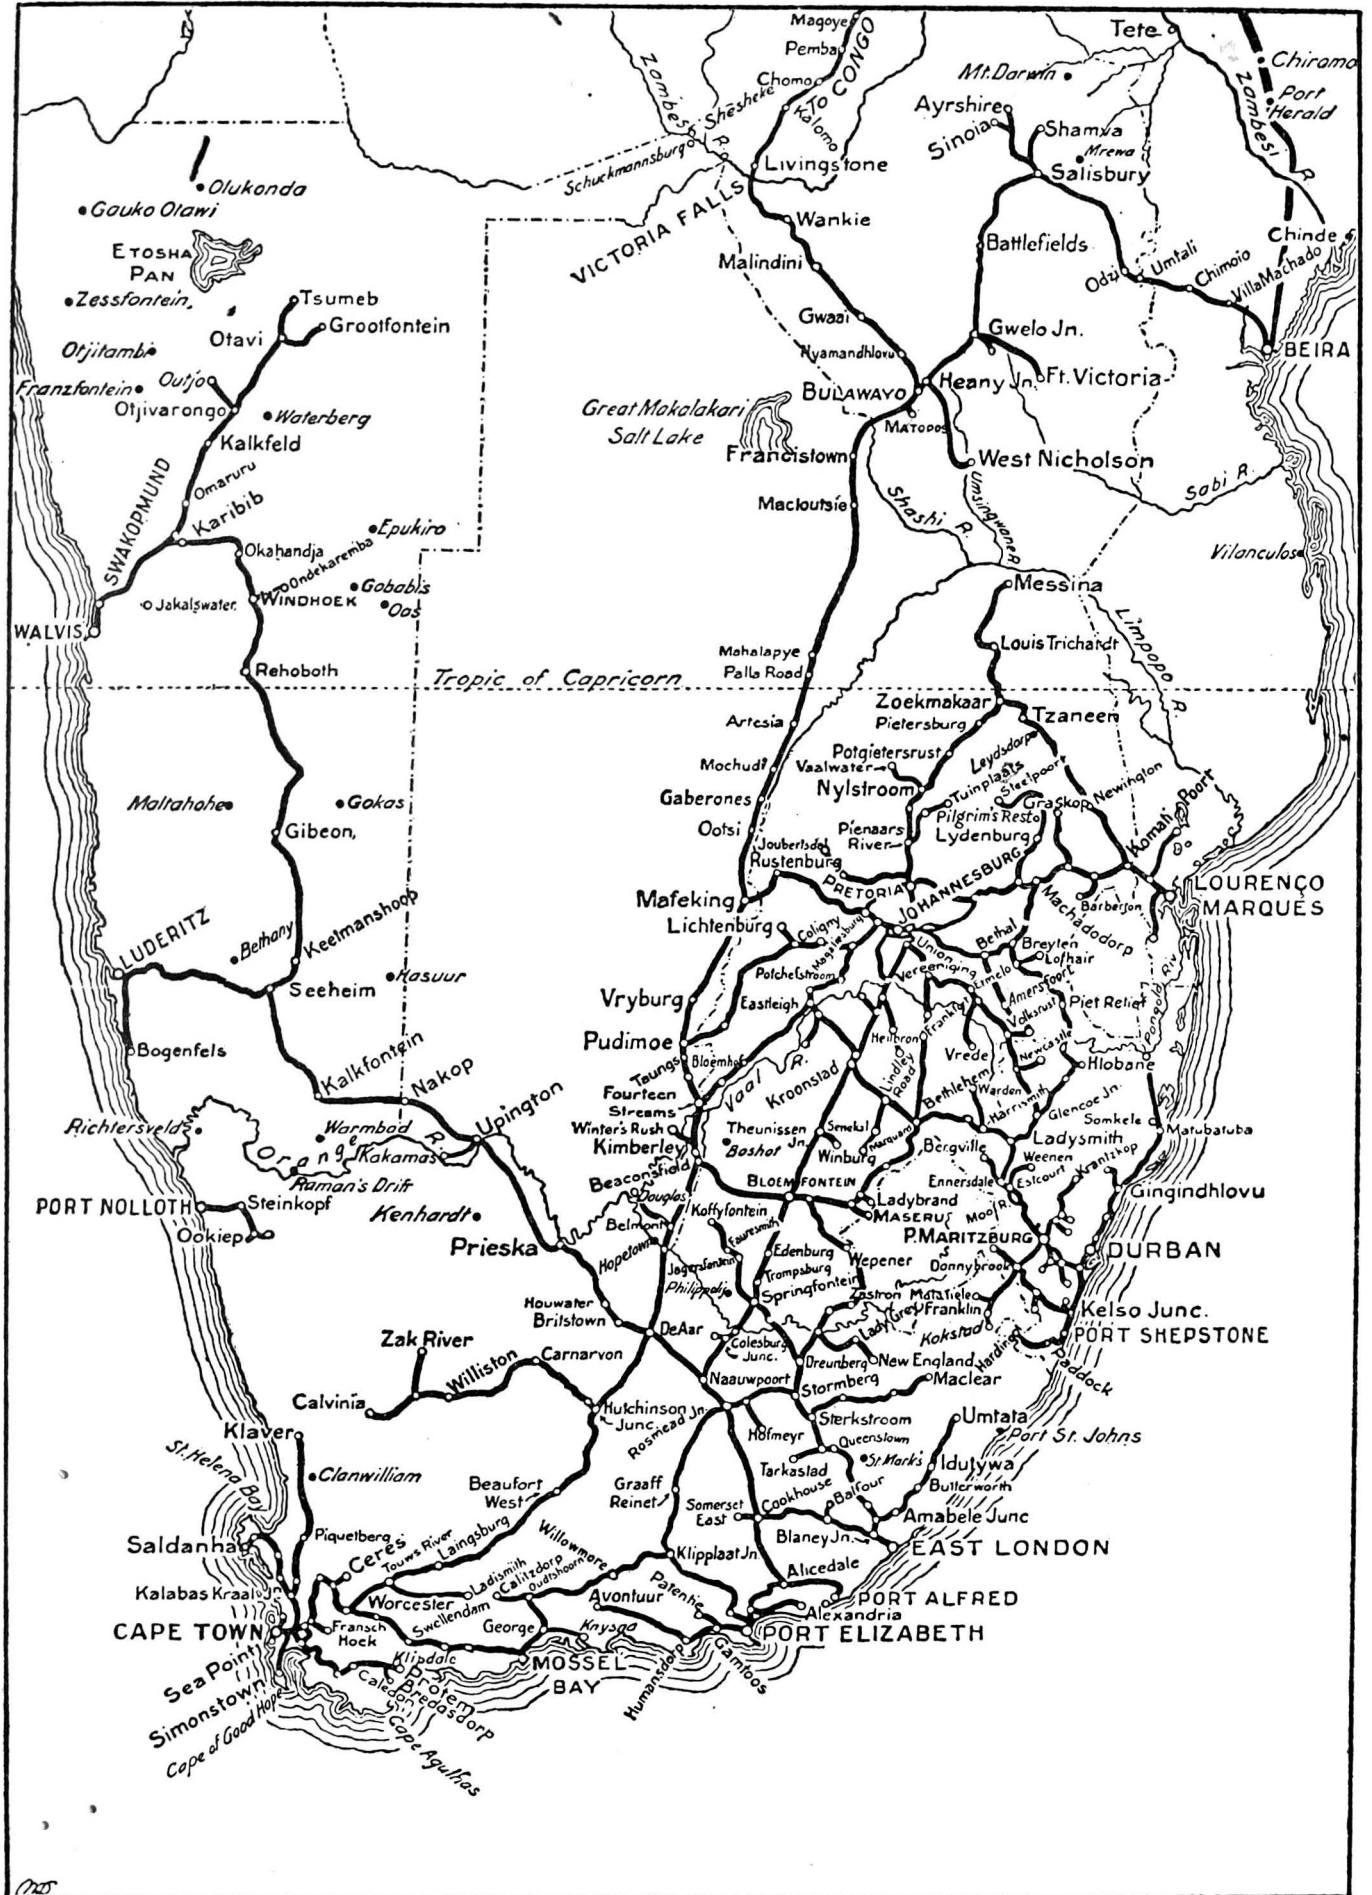 Magoye
Pemba
Chomo
Kalomo
To CONGO
Zambesi R.
Shesheke
Schuckmannsburg
Livingstone
VICTORIA FALLS
Wankie
Malindini
Gwaai
Nyamandhlovu
BULAWAYO
MATOPOS
Heany Jn.
Gwelo Jn.
Ft. Victoria
West Nicholson
Battlefields
Salisbury
Mrewa
Shamva
Ayrshire
Sinoia
Mt. Darwin
Tete
Zambesi R.
Chiromo
Port Herald
Chinde
Villa Machado
Chimoio
Umtali
Odzi
BEIRA
Sabi R.
Vilanculos
Umsingwane R.
Shashi R.
Great Makalakari
Salt Lake
Francistown
Macloutsie
Olukonda
Gauko Otawi
ETOSHA
PAN
Zessfontein
Tsumeb
Grootfontein
Otavi
Otjitambi
Outjo
Franzfontein
Otjivarongo
Waterberg
Kalkfeld
Omaruru
Karibib
SWAKOPMUND
Okahandja
Ondekaremba
Epukiro
Gobabis
Oas
WINDHOEK
Jakalswater
WALVIS
Rehoboth
Tropic of Capricorn
Messina
Louis Trichardt
Limpopo R.
Mahalapye
Palla Road
Zoekmakaar
Pietersburg
Tzaneen
Artesia
Potgietersrust
Leydsdorp
Mochudi
Vaalwater
Nylstroom
Tuinplaats
Steelpoort
Newington
Maltahohe
Gokas
Gaberones
Pilgrim's Rest
Graskop
Gibeon
Ootsi
Pienaars
River
Lydenburg
Komati Poort
Joubertsdal
Rustenburg
PRETORIA
JOHANNESBURG
Machadodorp
Barberton
LOURENÇO
MARQUES
Mafeking
Lichtenburg
Coligny
Magaliesburg
LUDERITZ
Bethany
Keetmanshoop
Hasuur
Seeheim
Potchefstroom
Union
Vereeniging
Bethal
Breyten
Lothair
Ermelo
Amersfoort
Piet Relief
Pongola Riv
Vryburg
Eastleigh
Pudimoe
Heilbron
Frankfort
Volksrust
Newcastle
Vrede
Hlobane
Bogenfels
Kalkfontein
Nakop
Upington
Taungs
Bloemhof
Vaal R.
Kroonstad
Lindley
Road
Bethlehem
Warden
Harrismith
Glencoe Jn.
Somkele
Matubatuba
Fourteen
Streams
Winter's Rush
Kimberley
Theunissen
Jn.
Boshof
Senekal
Winburg
Marquard
Bergville
Ladysmith
Weenen
Estcourt
Krantzkop
Richtersveld
Orange R.
Warmbad
Kakamas
Raman's Drift
Beaconsfield
BLOEMFONTEIN
Ennersdale
Gingindhlovu
PORT NOLLOTH
Steinkopf
Ookiep
Kenhardt
Prieska
Douglas
Belmont
Koffyfontein
Fauresmith
Ladybrand
MASERU
Moo R.
P.MARITZBURG
DURBAN
Hopetown
Jagersfontein
Philippolis
Edenburg
Trompsburg
Springfontein
Wepener
Donnybrook
Zastron
Matatiele
Franklin
Kokstad
Kelso Junc.
PORT SHEPSTONE
Harding
Paddock
Houwater
Britstown
DeAar
Colesburg
Junc.
Lady Grey
Dreunberg
New England
Zak River
Williston
Carnarvon
Naauwpoort
Stormberg
Maclear
Calvinia
Hutchinson
Junc.
Rosmead Jn.
Hofmeyr
Sterkstroom
Umtata
Port St. Johns
Klaver
Clanwilliam
St. Helena
Bay
Queenstown
Tarkastad
St. Mark's
Idutywa
Butterworth
Beaufort
West
Graaff
Reinet
Somerset
East
Cookhouse
Balfour
Amabele Junc
Blaney Jn.
EAST LONDON
Saldanha
Piquetberg
Ceres
Touws River
Laingsburg
Willowmore
Klipplaat Jn.
Alicedale
Kalabas Kraal Jn
Worcester
Ladismith
Calitzdorp
Oudtshoorn
Avontuur
Patentie
PORT ALFRED
Alexandria
PORT ELIZABETH
CAPE TOWN
Fransch
Hoek
Swellendam
George
Knysna
MOSSEL
BAY
Humansdorp
Gamtoos
Sea Point
Simonstown
Cape of Good Hope
Klipdale
Caledon
Protem
Bredasdorp
Cape Agulhas